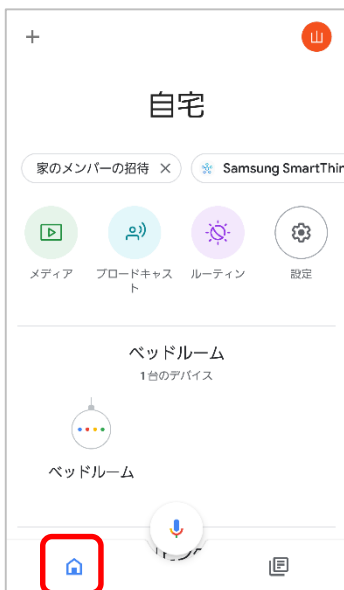 +
山
自宅
家のメンバーの招待 ×
Samsung SmartThin
メディア
ブロードキャス
ト
ルーティン
設定
ベッドルーム
1台のデバイス
ベッドルーム